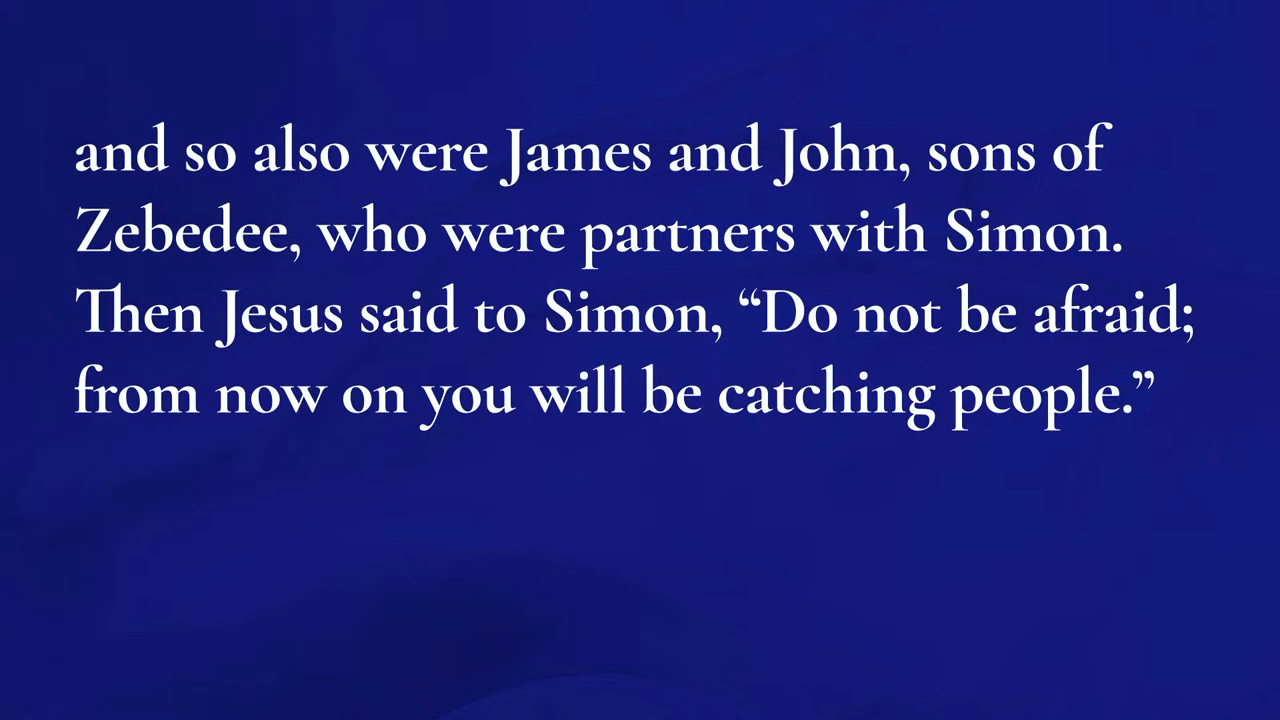 and so also were James and John, sons of
Zebedee, who were partners with Simon.
Then Jesus said to Simon, “Do not be afraid;
from now on you will be catching people.”